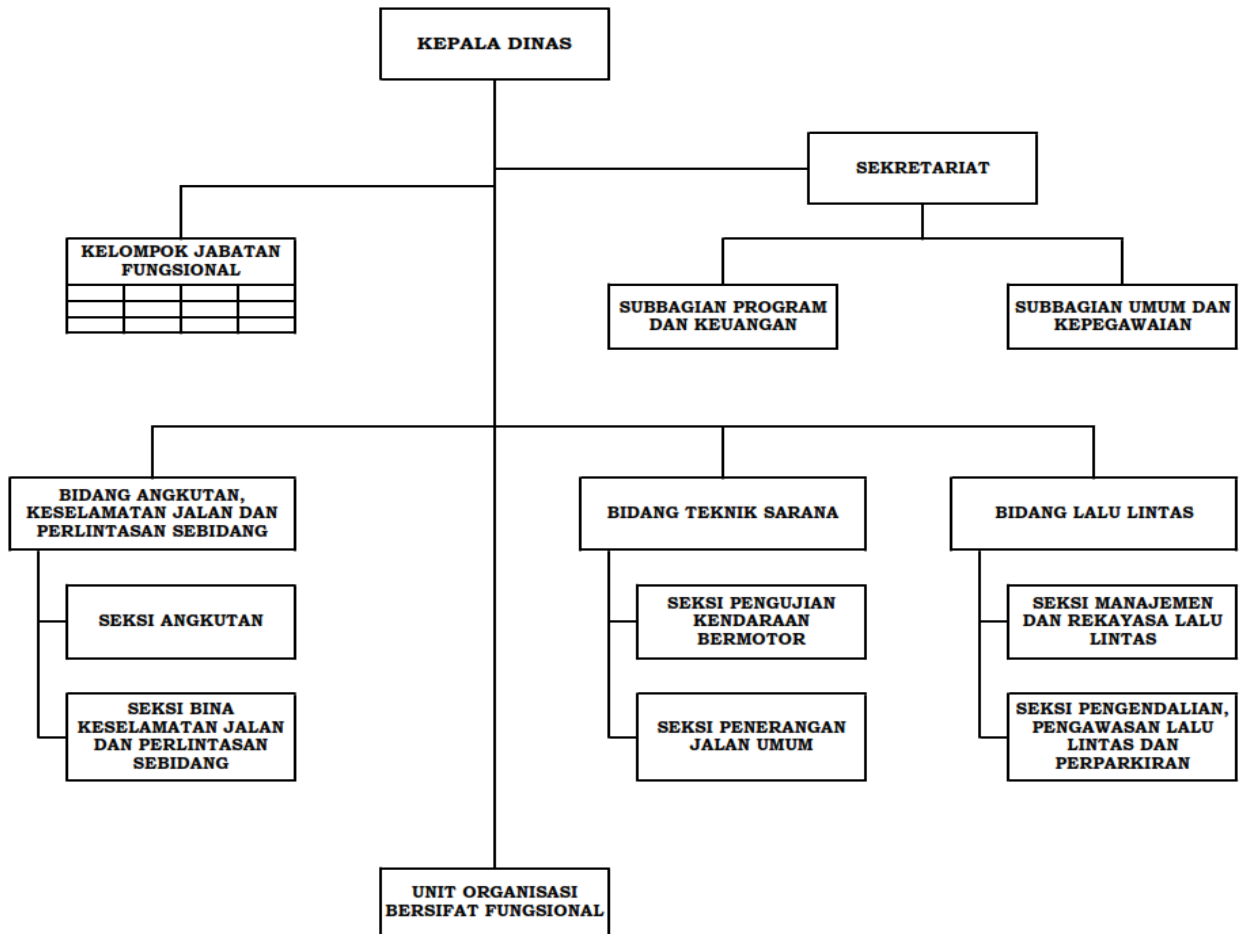 KEPALA DINAS
SEKRETARIAT
KELOMPOK JABATAN
FUNGSIONAL
SUBBAGIAN PROGRAM
DAN KEUANGAN
SUBBAGIAN UMUM DAN
KEPEGAWAIAN
BIDANG ANGKUTAN,
KESELAMATAN JALAN DAN
PERLINTASAN SEBIDANG
BIDANG TEKNIK SARANA
BIDANG LALU LINTAS
SEKSI ANGKUTAN
SEKSI PENGUJIAN
KENDARAAN
BERMOTOR
SEKSI MANAJEMEN
DAN REKAYASA LALU
LINTAS
SEKSI BINA
KESELAMATAN JALAN
DAN PERLINTASAN
SEBIDANG
SEKSI PENERANGAN
JALAN UMUM
SEKSI PENGENDALIAN,
PENGAWASAN LALU
LINTAS DAN
PERPARKIRAN
UNIT ORGANISASI
BERSIFAT FUNGSIONAL